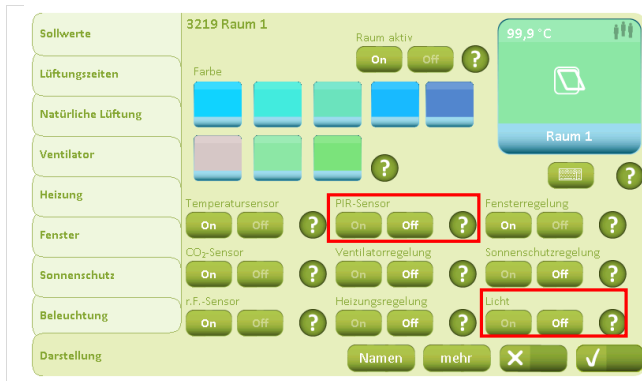 Sollwerte
Lüftungszeiten
Natürliche Lüftung
Ventilator
Heizung
Fenster
Sonnenschutz
Beleuchtung
Darstellung
3219 Raum 1
Raum aktiv
On Off ?
Farbe
?
99,9 °C
Raum 1
?
Temperatursensor PIR-Sensor Fensterregelung
On Off ? On Off ? On Off ?
CO₂-Sensor Ventilatorregelung Sonnenschutzregelung
On Off ? On Off ? On Off ?
r.F.-Sensor Heizungsregelung Licht
On Off ? On Off ? On Off ?
Namen mehr